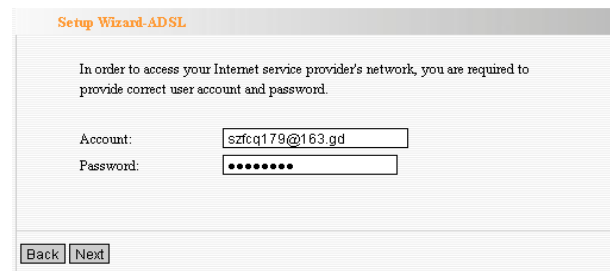 Setup Wizard-ADSL
In order to access your Internet service provider's network, you are required to
provide correct user account and password.
Account: szfcq179@163.gd
Password: ●●●●●●●●
Back Next